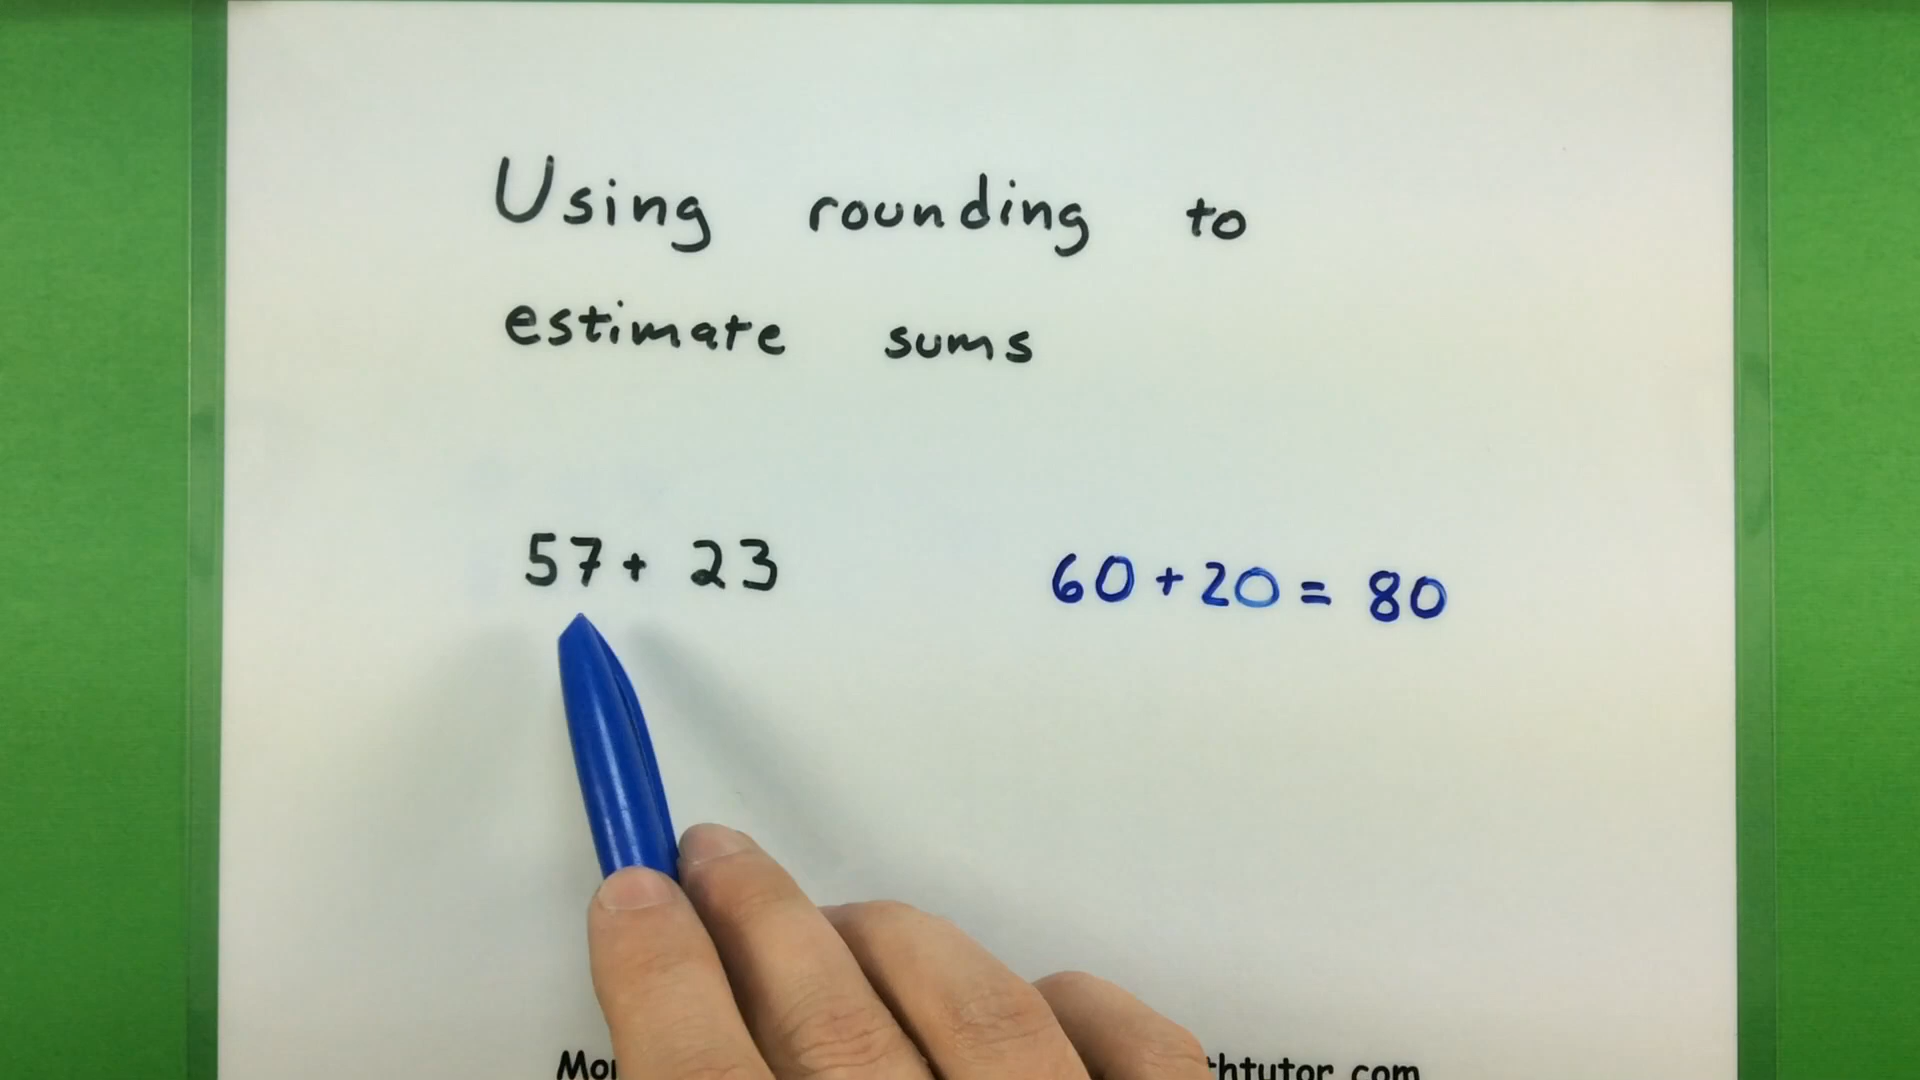 Using rounding to
estimate sums
57 + 23
60 + 20 = 80